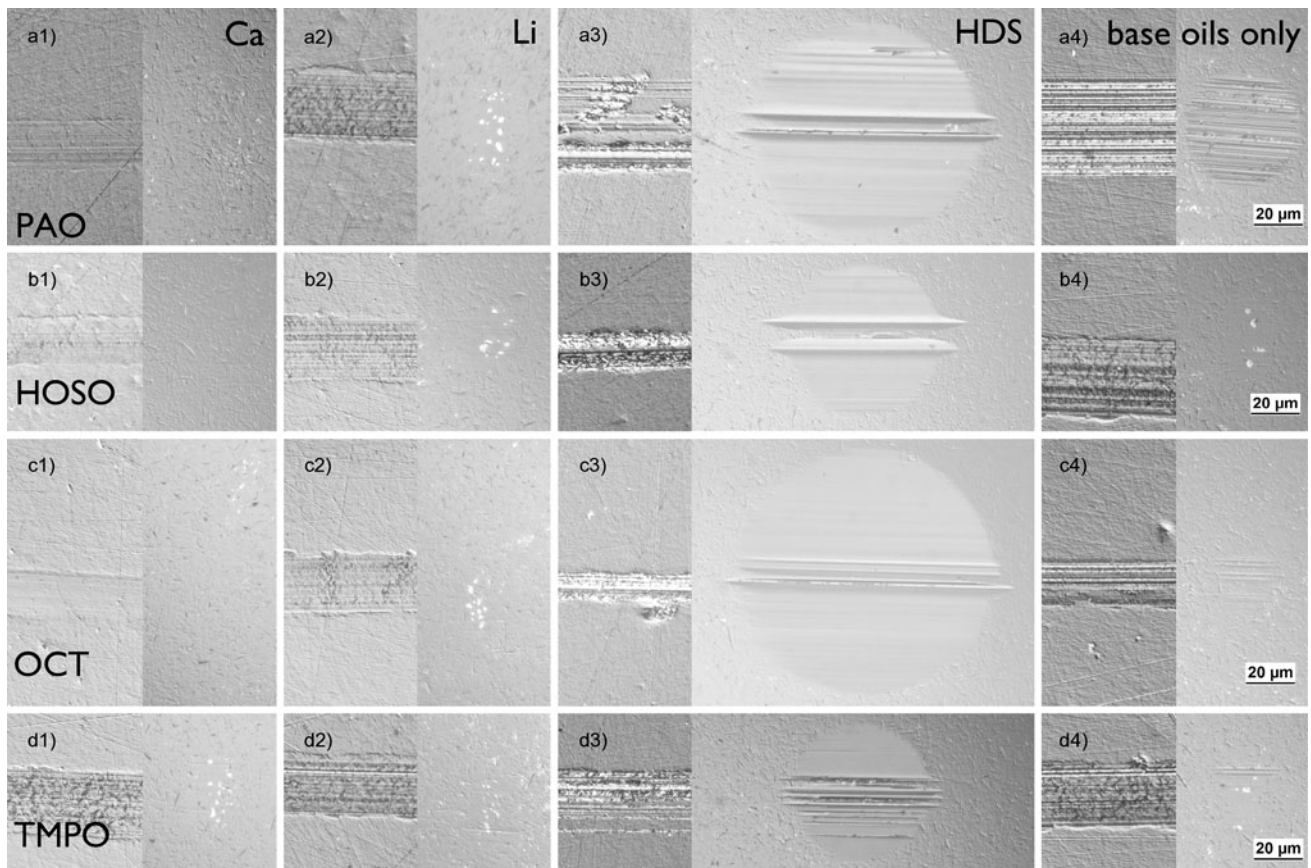 a1) Ca a2) Li a3) HDS a4) base oils only
PAO 20 µm
b1) b2) b3) b4)
HOSO 20 µm
c1) c2) c3) c4)
OCT 20 µm
d1) d2) d3) d4)
TMPO 20 µm